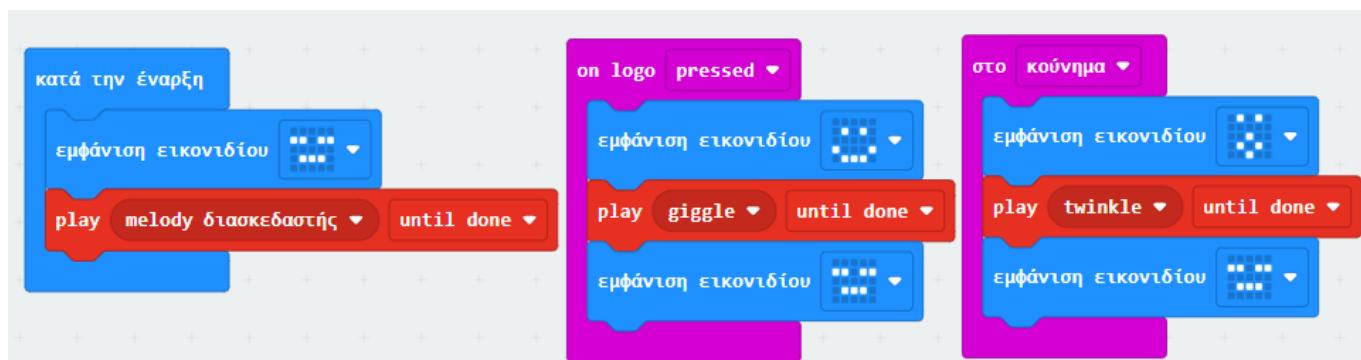 κατά την έναρξη
εμφάνιση εικονιδίου
play melody διασκεδαστής until done
on logo pressed
εμφάνιση εικονιδίου
play giggle until done
εμφάνιση εικονιδίου
στο κούνημα
εμφάνιση εικονιδίου
play twinkle until done
εμφάνιση εικονιδίου